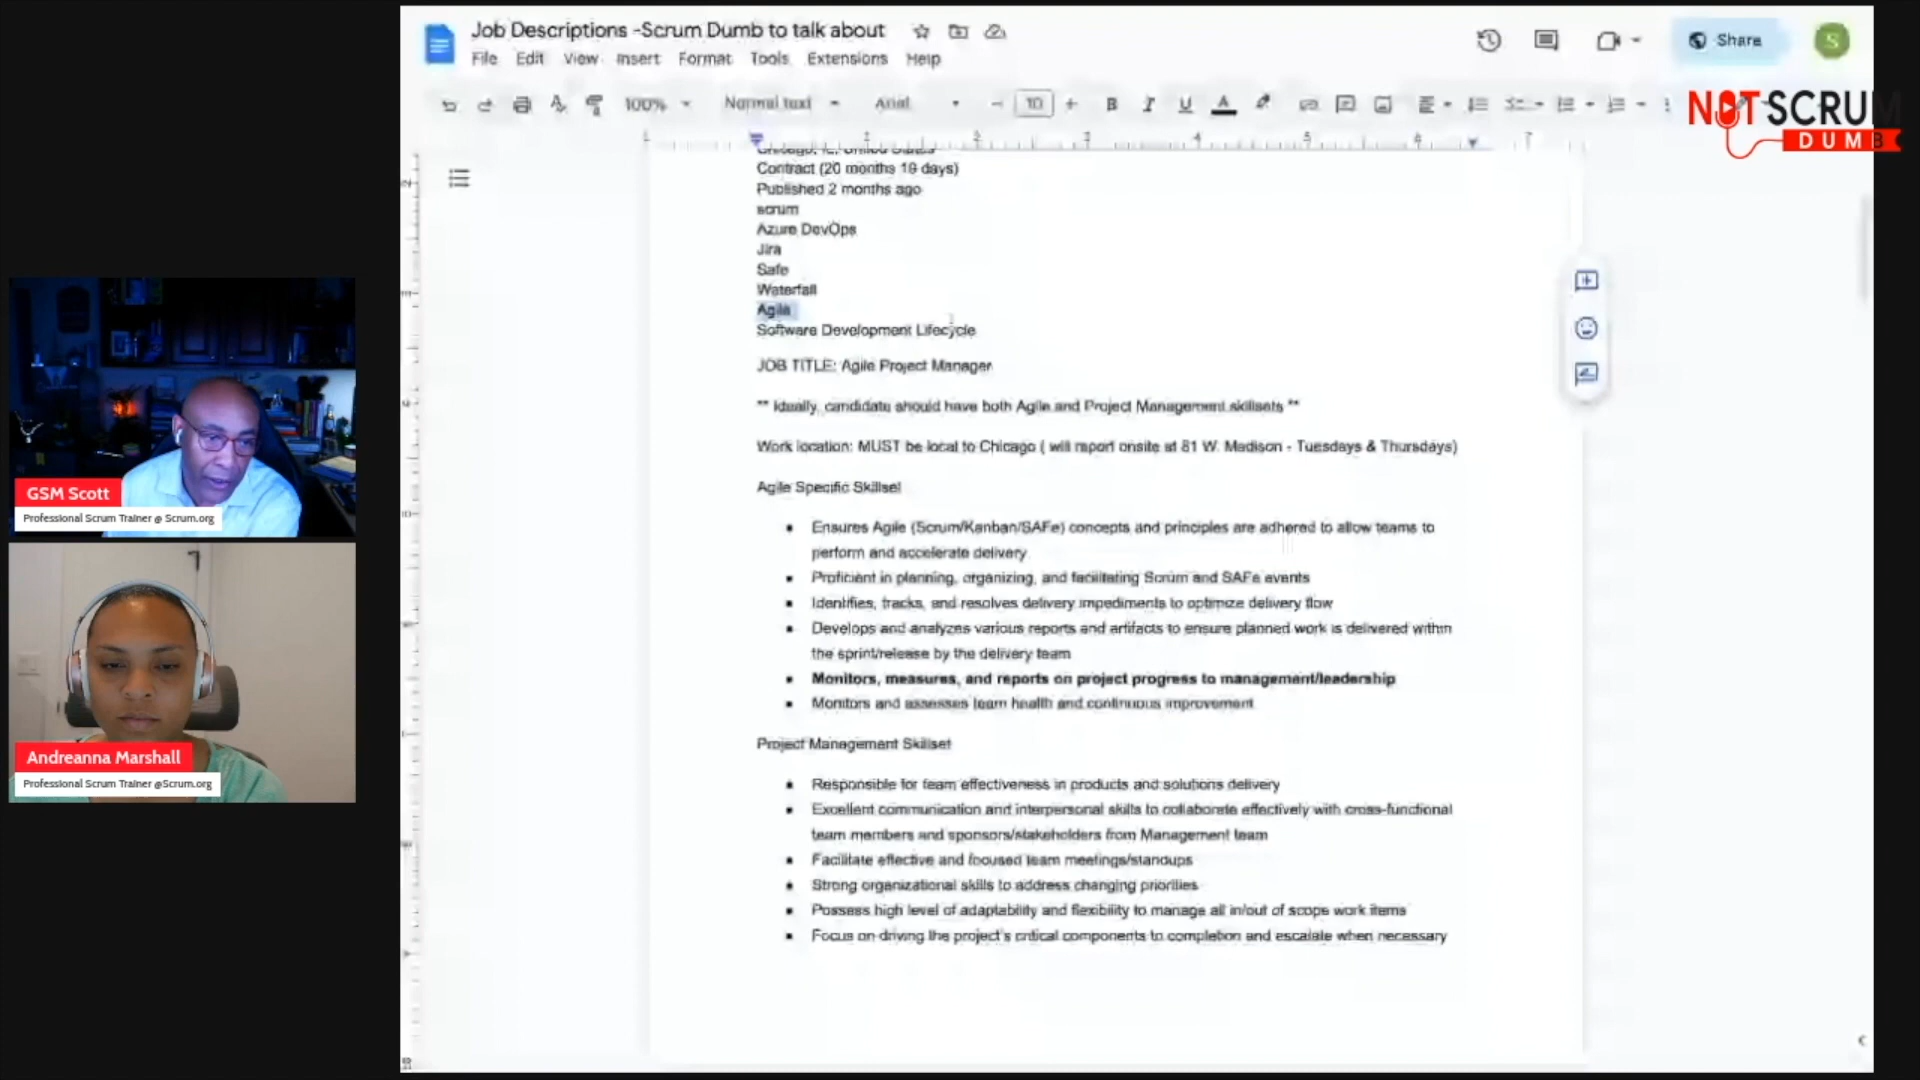 Job Descriptions -Scrum Dumb to talk about
Share
S
File Edit View Insert Format Tools Extensions Help
100% Normal text Arial 10 B I U A
NOT SCRUM
DUMB
1 1 2 3 4 5 6 7
Chicago, IL, United States
Contract (20 months 19 days)
Published 2 months ago
scrum
Azure DevOps
Jira
Safe
Waterfall
Agile
Software Development Lifecycle
JOB TITLE: Agile Project Manager
** Ideally, candidate should have both Agile and Project Management skillsets **
Work location: MUST be local to Chicago ( will report onsite at 81 W. Madison - Tuesdays & Thursdays)
Agile Specific Skillset
Ensures Agile (Scrum/Kanban/SAFe) concepts and principles are adhered to allow teams to
perform and accelerate delivery
Proficient in planning, organizing, and facilitating Scrum and SAFe events
Identifies, tracks, and resolves delivery impediments to optimize delivery flow
Develops and analyzes various reports and artifacts to ensure planned work is delivered within
the sprint/release by the delivery team
Monitors, measures, and reports on project progress to management/leadership
Monitors and assesses team health and continuous improvement
Project Management Skillset
Responsible for team effectiveness in products and solutions delivery
Excellent communication and interpersonal skills to collaborate effectively with cross-functional
team members and sponsors/stakeholders from Management team
Facilitate effective and focused team meetings/standups
Strong organizational skills to address changing priorities
Possess high level of adaptability and flexibility to manage all in/out of scope work items
Focus on driving the project's critical components to completion and escalate when necessary
GSM Scott
Professional Scrum Trainer @ Scrum.org
Andreanna Marshall
Professional Scrum Trainer @Scrum.org